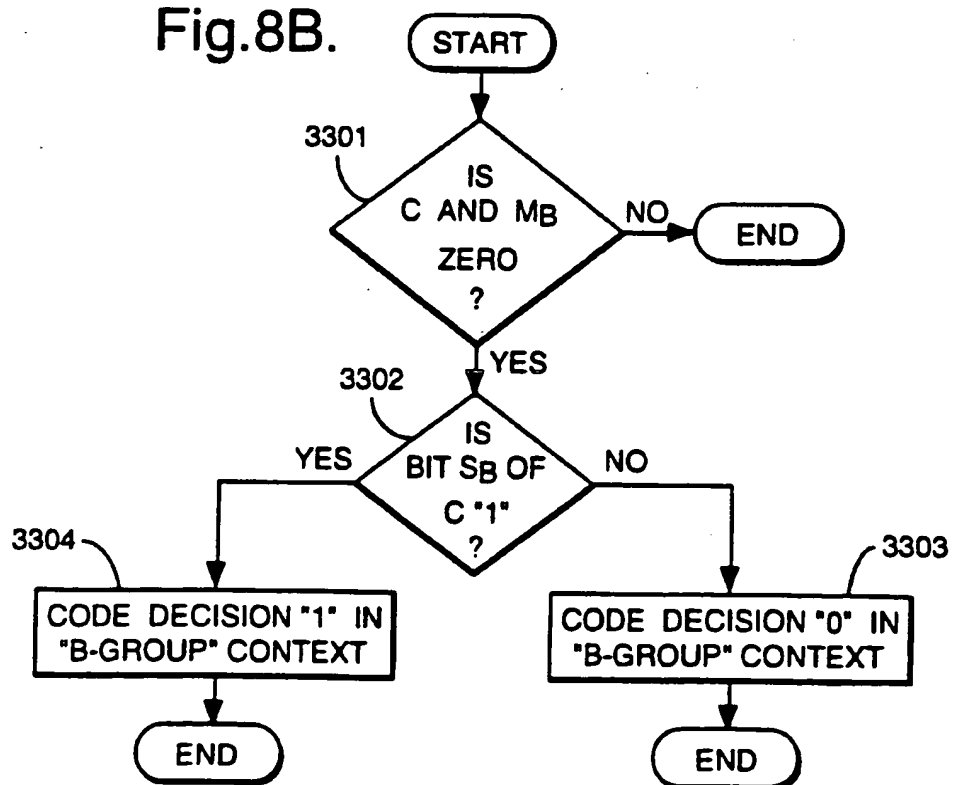 Fig.8B.
START
3301
IS
C AND MB
ZERO
?
NO
END
YES
3302
IS
BIT SB OF
C "1"
?
YES
NO
3304
CODE DECISION "1" IN
"B-GROUP" CONTEXT
END
3303
CODE DECISION "0" IN
"B-GROUP" CONTEXT
END